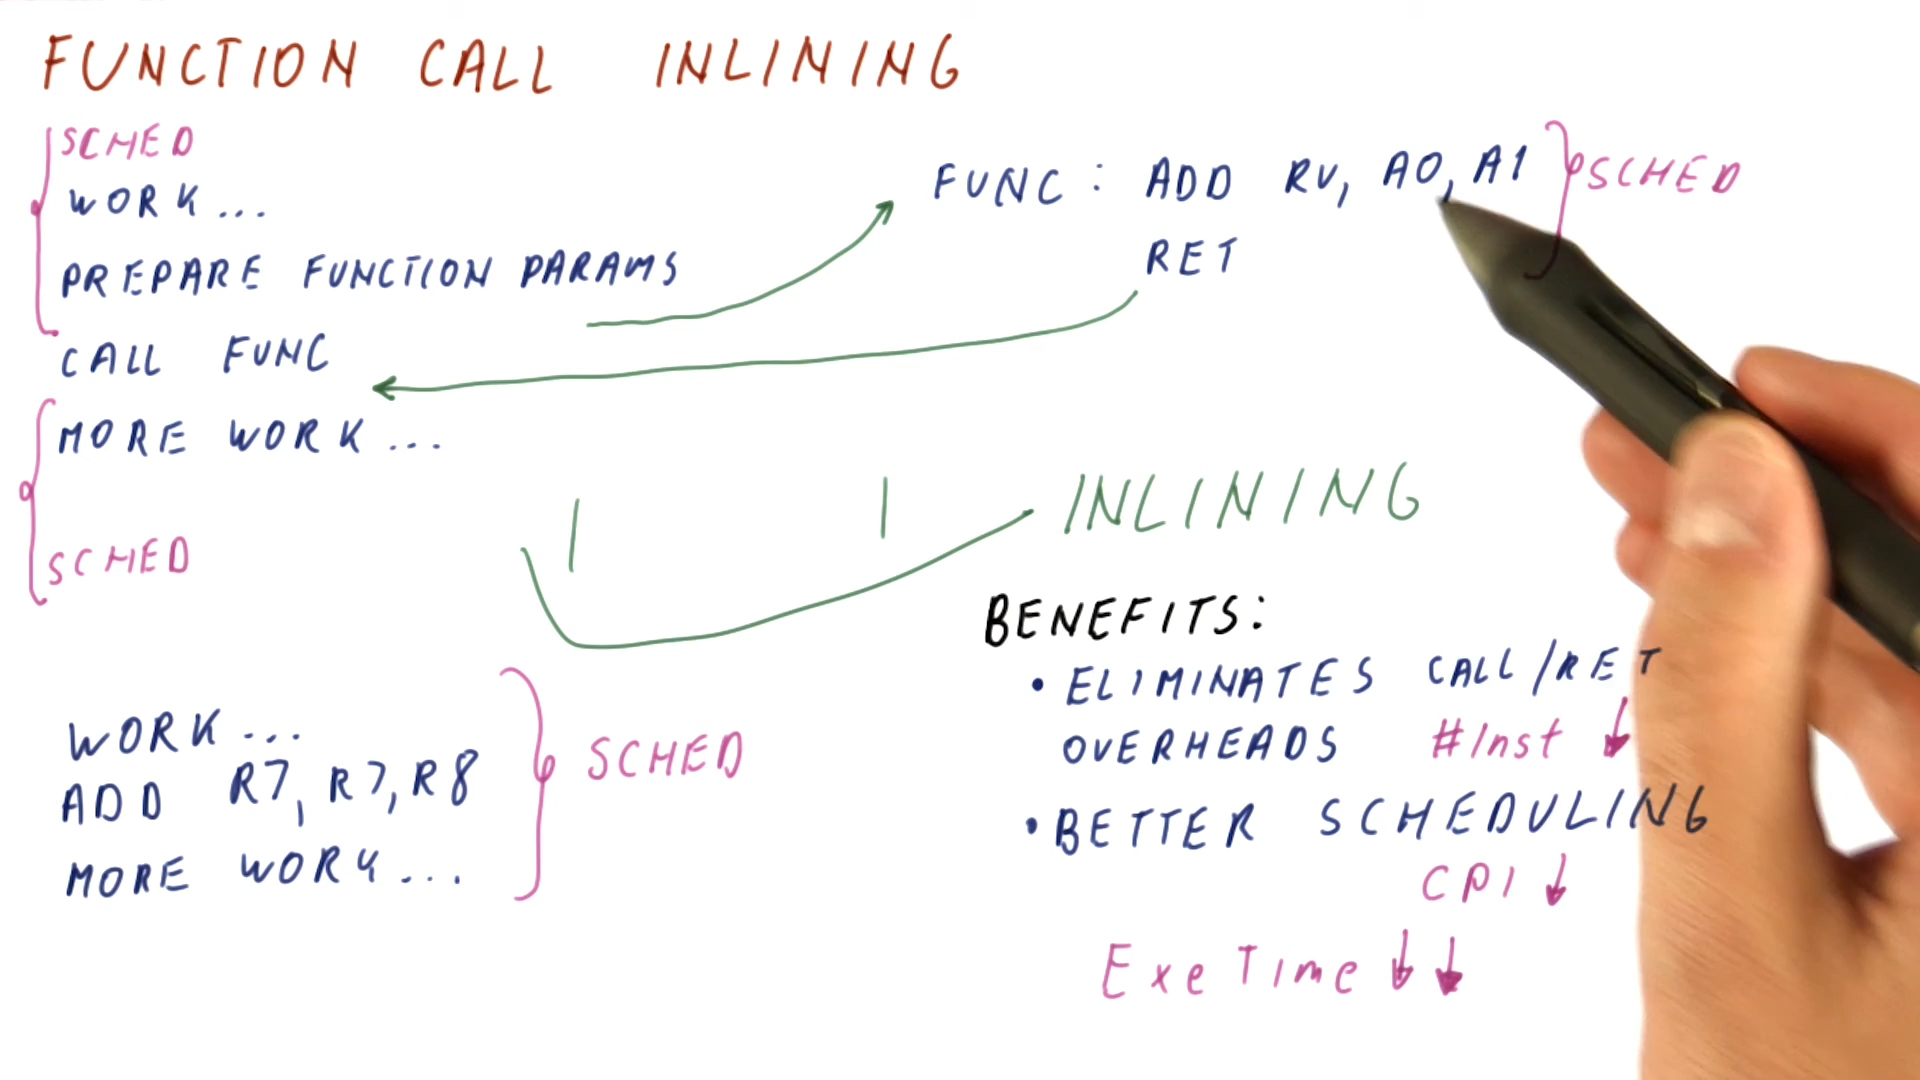 FUNCTION CALL INLINING
SCHED
WORK...
PREPARE FUNCTION PARAMS
CALL FUNC
MORE WORK...
SCHED
FUNC: ADD RV, A0, A1
RET
SCHED
INLINING
WORK...
ADD R7, R7, R8
MORE WORK...
SCHED
BENEFITS:
• ELIMINATES CALL/RET
OVERHEADS #Inst ↓
• BETTER SCHEDULING
CPI ↓
Exe Time ↓↓